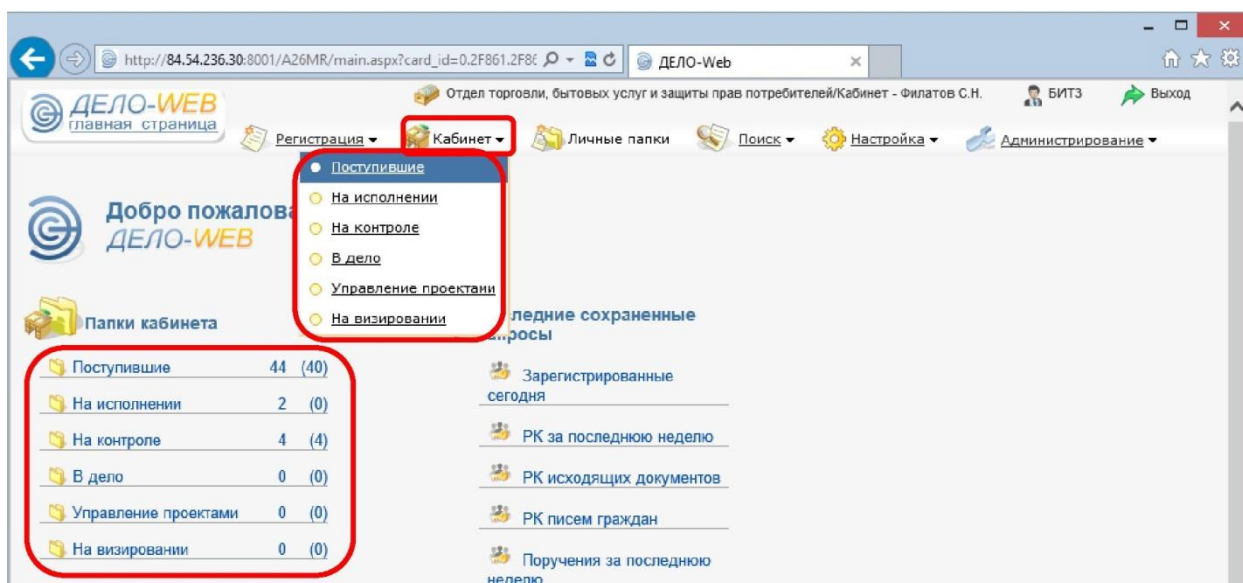 http://84.54.236.30:8001/A26MR/main.aspx?card_id=0.2F861.2F86
ДЕЛО-Web
ДЕЛО-WEB
главная страница
Отдел торговли, бытовых услуг и защиты прав потребителей/Кабинет - Филатов С.Н.
БИТЗ
Выход
Регистрация
Кабинет
Личные папки
Поиск
Настройка
Администрирование
Поступившие
На исполнении
На контроле
В дело
Управление проектами
На визировании
Добро пожалова
ДЕЛО-WEB
Папки кабинета
Поступившие 44 (40)
На исполнении 2 (0)
На контроле 4 (4)
В дело 0 (0)
Управление проектами 0 (0)
На визировании 0 (0)
ледние сохраненные
росы
Зарегистрированные
сегодня
РК за последнюю неделю
РК исходящих документов
РК писем граждан
Поручения за последнюю
неделю